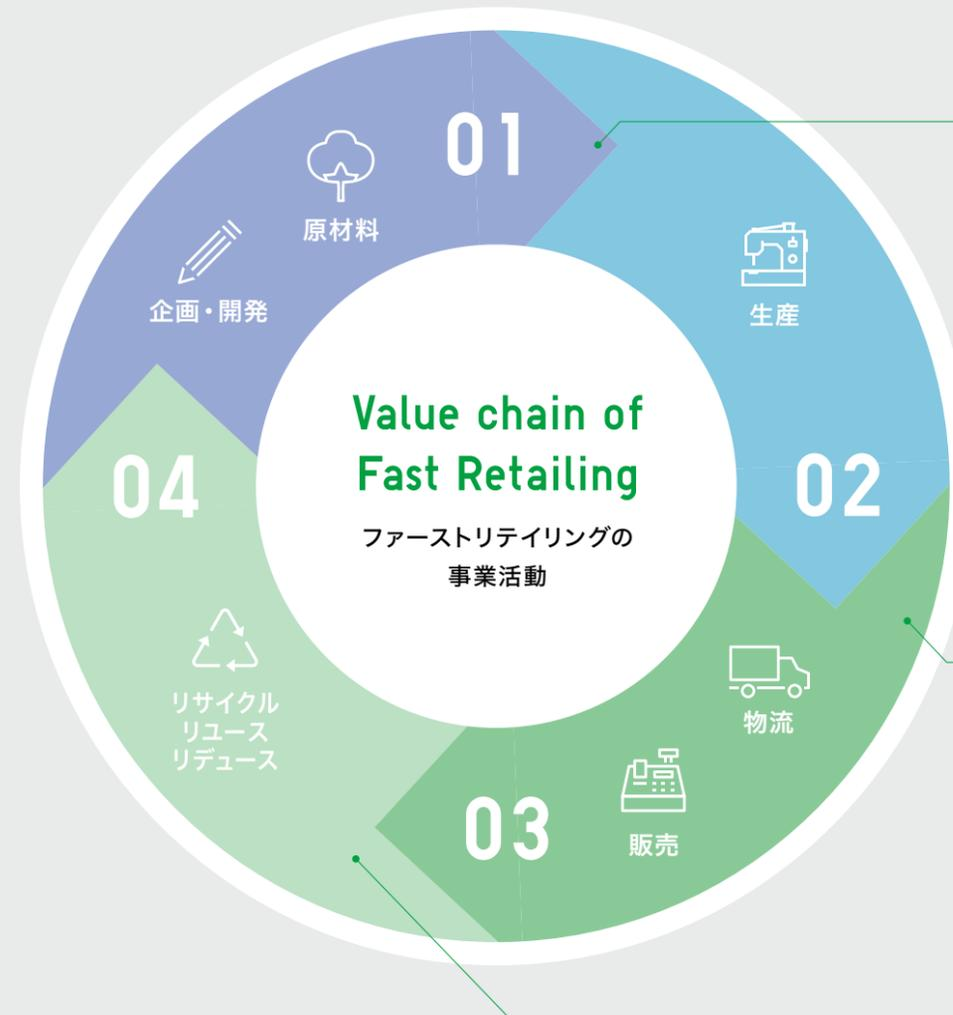 Value chain of
Fast Retailing
ファーストリテイリングの
事業活動
01
原材料
企画・開発
02
生産
03
物流
販売
04
リサイクル
リユース
リデュース